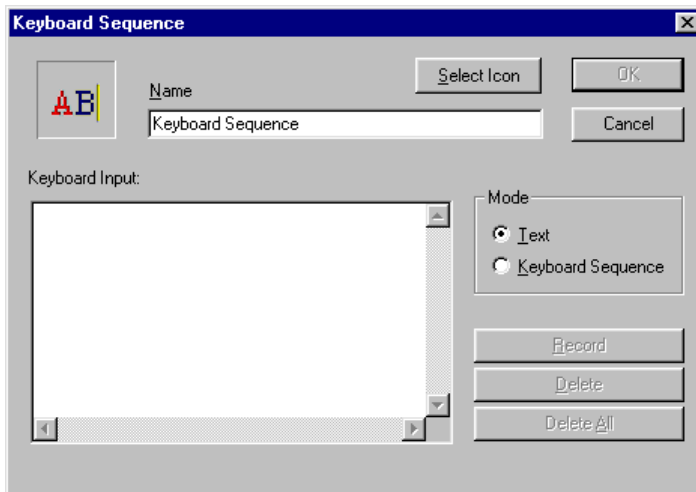 Keyboard Sequence
AB
Select Icon
OK
Name
Keyboard Sequence
Cancel
Keyboard Input:
Mode
Text
Keyboard Sequence
Record
Delete
Delete All